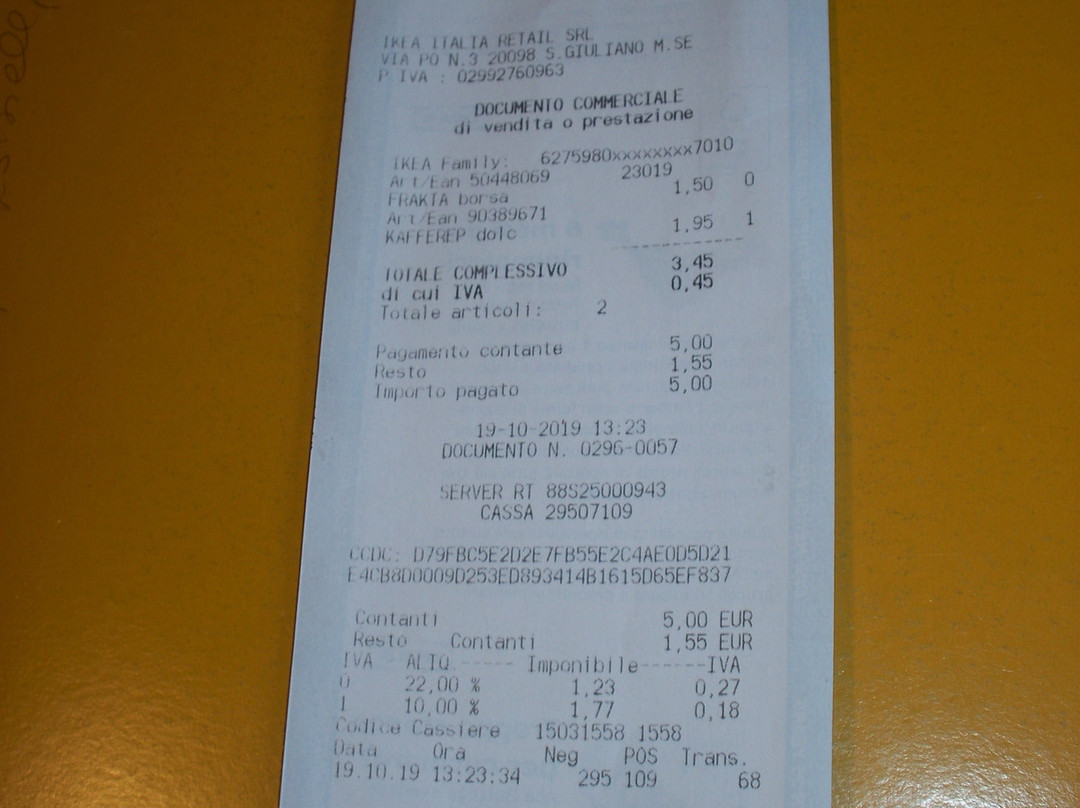 IKEA ITALIA RETAIL SRL
VIA PO N.3 20098 S.GIULIANO M.SE
P IVA : 02992760963
DOCUMENTO COMMERCIALE
di vendita o prestazione
IKEA Family: 6275980xxxxxxxx7010
Art/Ean 50448069 23019
FRAKTA borsa 1,50 0
Art/Ean 90389671
KAFFEREP dolc 1,95 1
--------------
TOTALE COMPLESSIVO 3,45
di cui IVA 0,45
Totale articoli: 2
Pagamento contante 5,00
Resto 1,55
Importo pagato 5,00
19-10-2019 13:23
DOCUMENTO N. 0296-0057
SERVER RT 88S25000943
CASSA 29507109
CCDC: D79FBC5E2D2E7FB55E2C4AE0D5D21
E4CB8D0009D253ED893414B1615D65EF837
Contanti 5,00 EUR
Resto Contanti 1,55 EUR
IVA -- ALIQ.----- Imponibile------IVA
0 22,00 % 1,23 0,27
1 10,00 % 1,77 0,18
Codice Cassiere 15031558 1558
Data Ora Neg POS Trans.
19.10.19 13:23:34 295 109 68